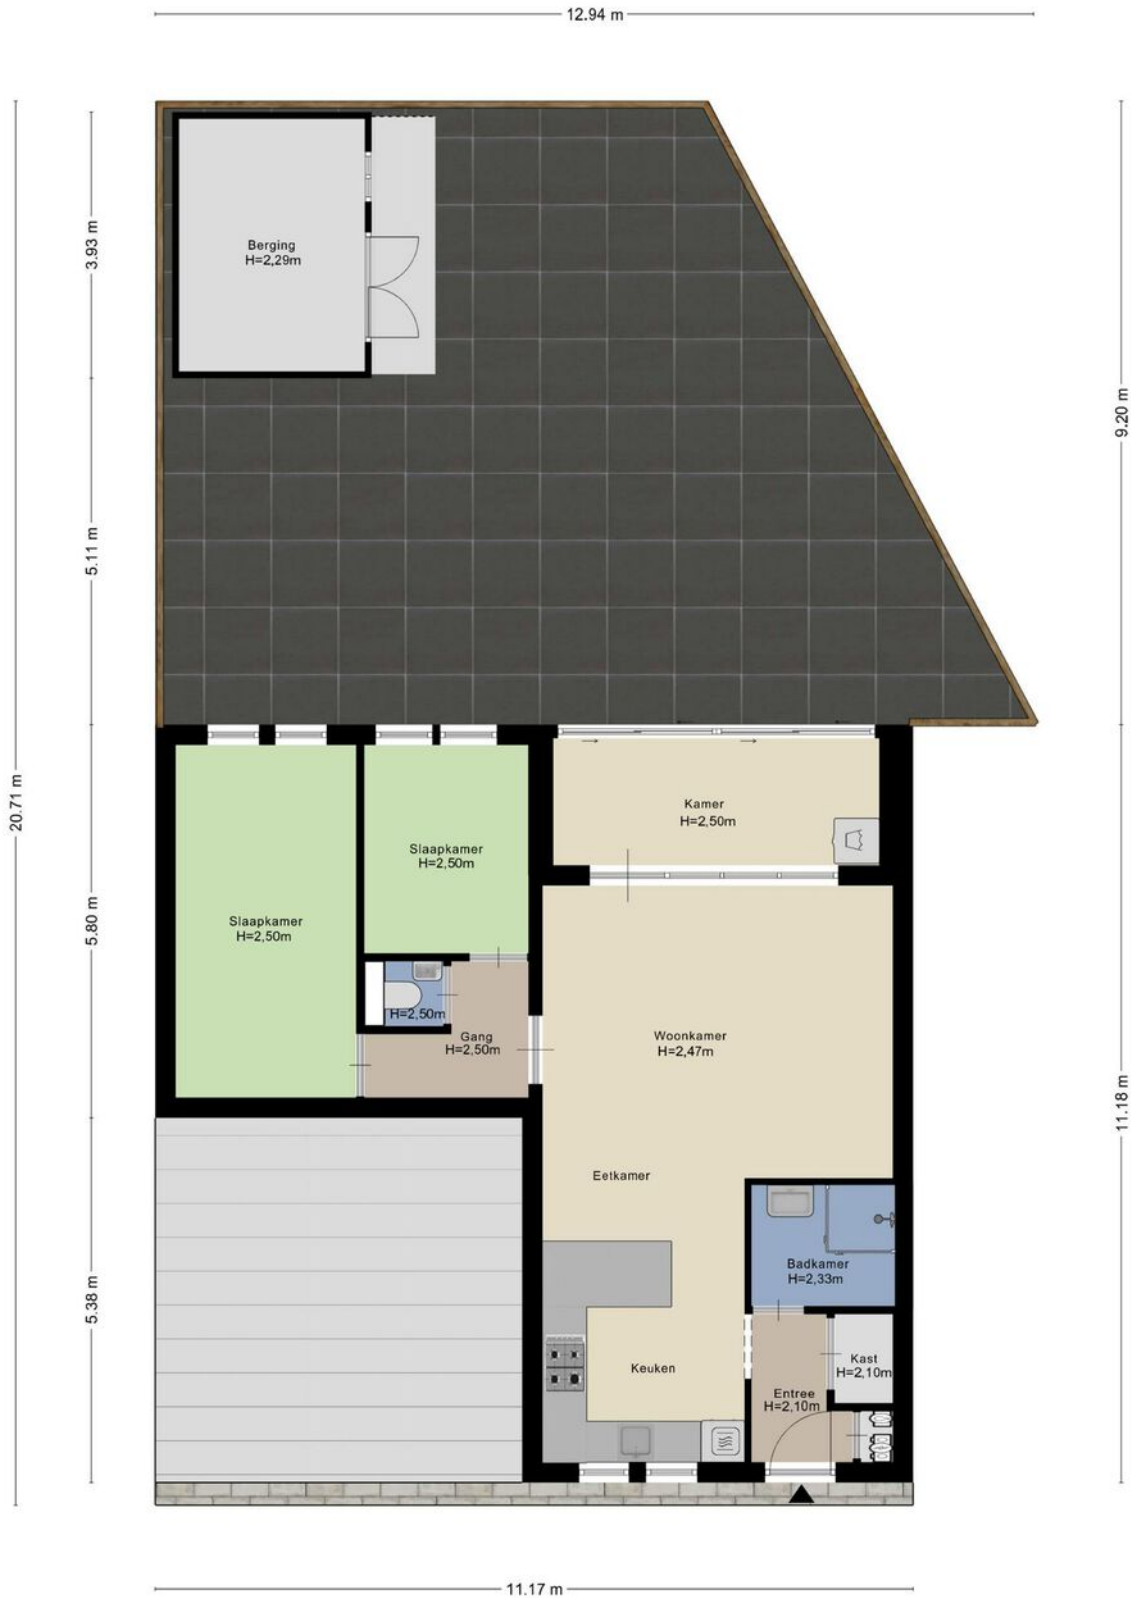 12.94 m
3.93 m
Berging
H=2,29m
9.20 m
5.11 m
20.71 m
Kamer
H=2,50m
Slaapkamer
H=2,50m
Slaapkamer
H=2,50m
5.80 m
H=2,50m
Gang
H=2,50m
Woonkamer
H=2,47m
11.18 m
Eetkamer
Badkamer
H=2,33m
5.38 m
Keuken
Kast
H=2,10m
Entree
H=2,10m
11.17 m